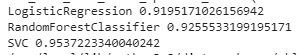 LogisticRegression 0.9195171026156942
RandomForestClassifier 0.9255533199195171
SVC 0.9537223340040242